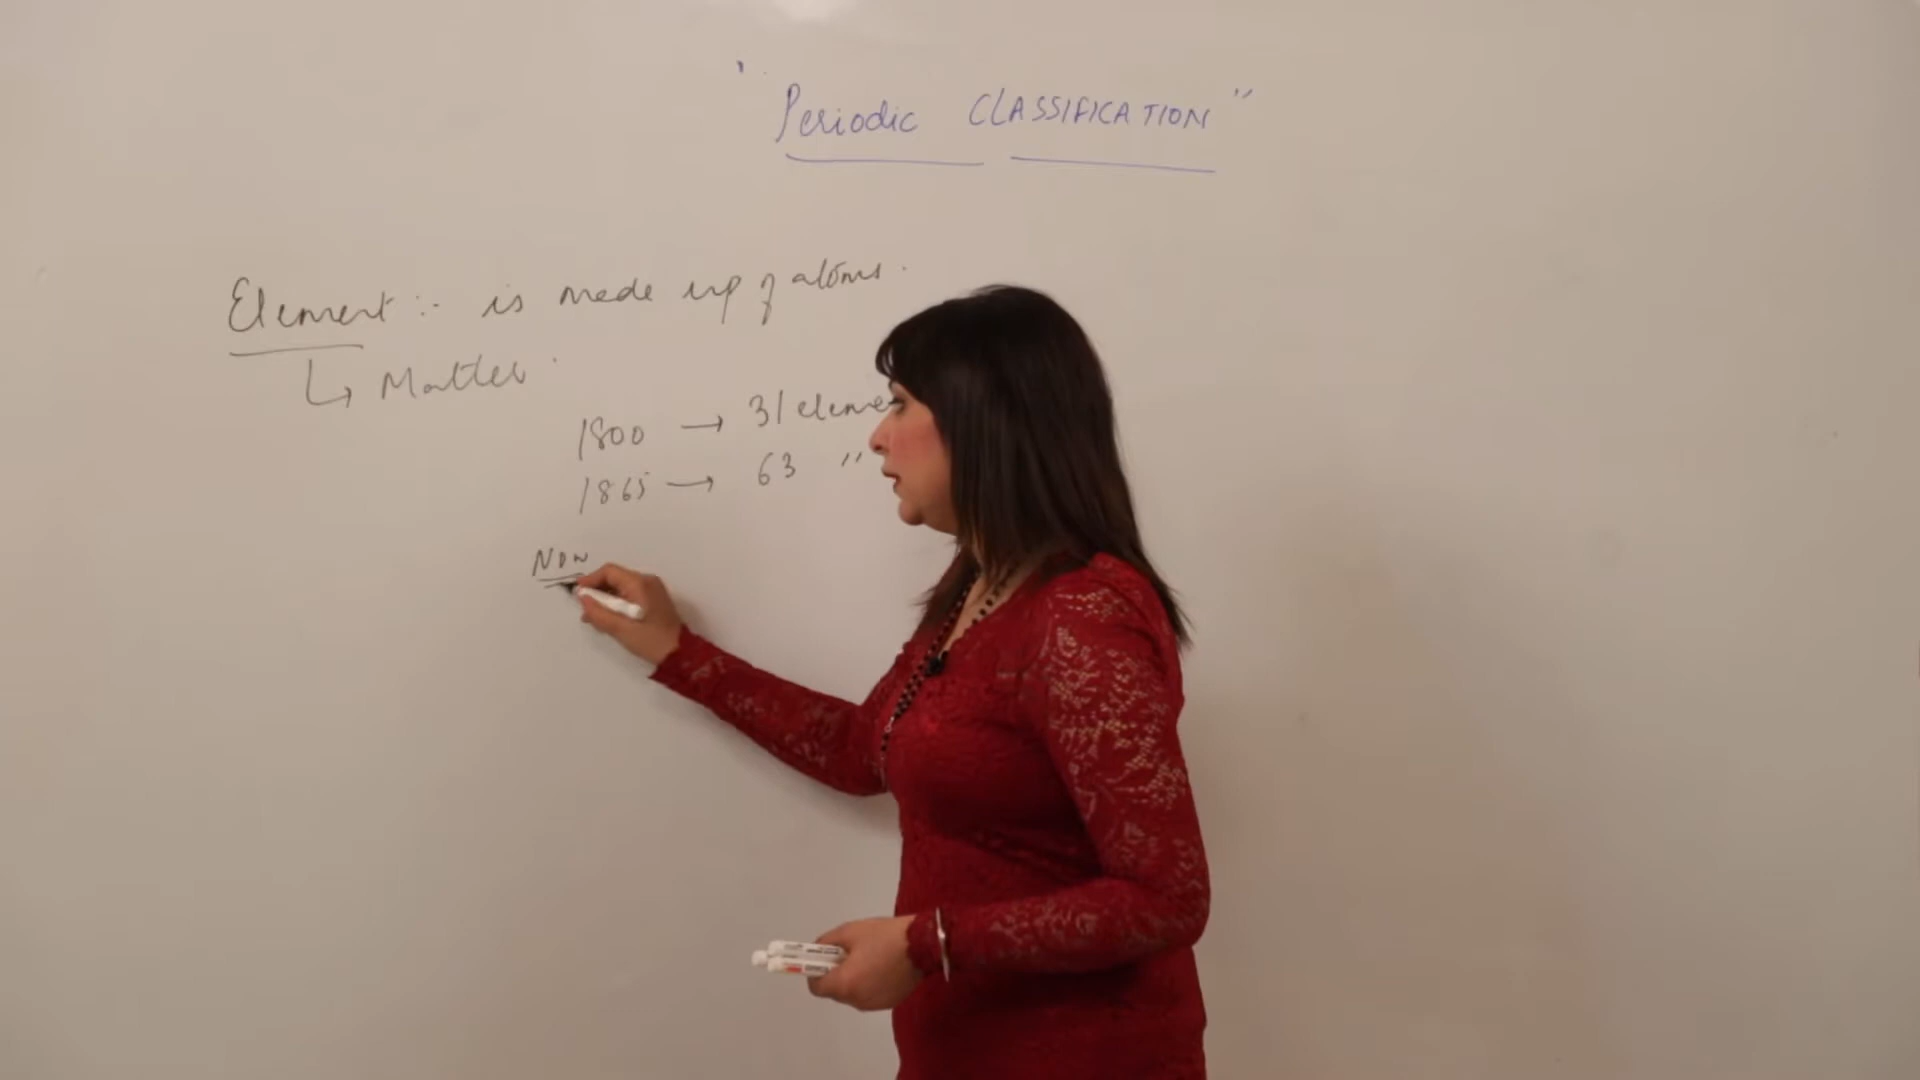 " Periodic CLASSIFICATION "
Element :- is made up of atoms.
↳ Matter
1800 → 31 eleme
1865 → 63 "
NOW